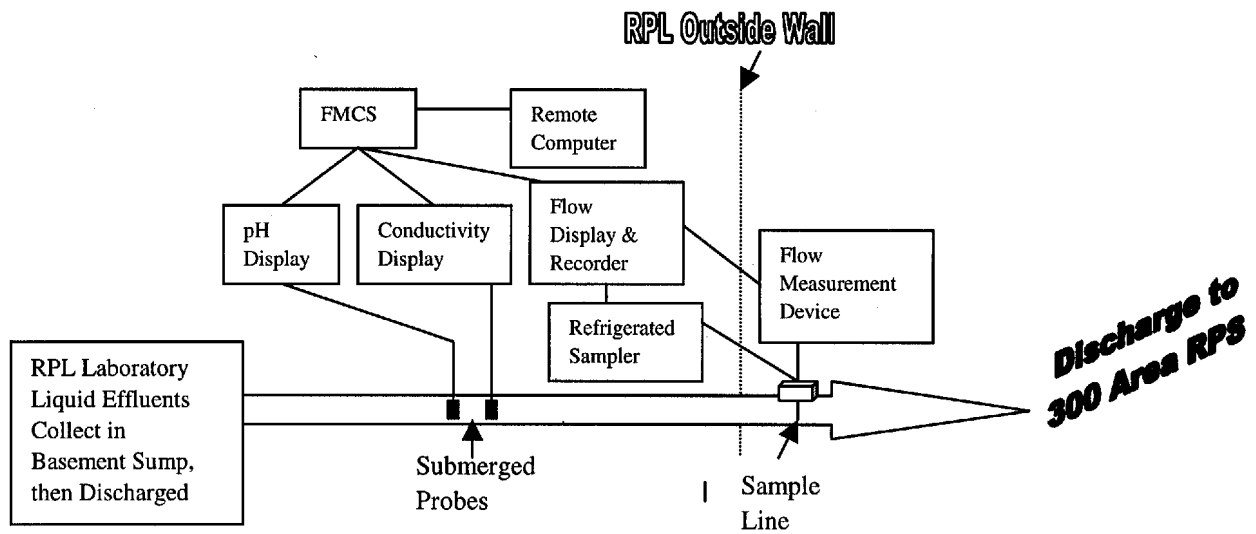 RPL Outside Wall
FMCS
Remote
Computer
pH
Display
Conductivity
Display
Flow
Display &
Recorder
Flow
Measurement
Device
Refrigerated
Sampler
RPL Laboratory
Liquid Effluents
Collect in
Basement Sump,
then Discharged
Submerged
Probes
Sample
Line
Discharge to
300 Area RPS